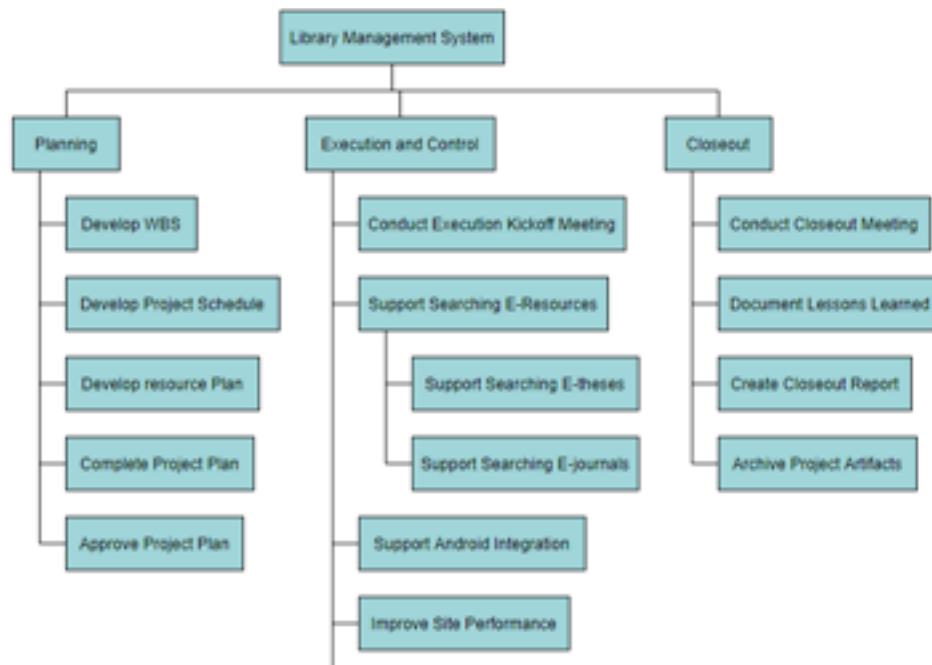 Library Management System
Planning
Execution and Control
Closeout
Develop WBS
Conduct Execution Kickoff Meeting
Conduct Closeout Meeting
Develop Project Schedule
Support Searching E-Resources
Document Lessons Learned
Develop resource Plan
Support Searching E-theses
Create Closeout Report
Complete Project Plan
Support Searching E-journals
Archive Project Artifacts
Approve Project Plan
Support Android Integration
Improve Site Performance